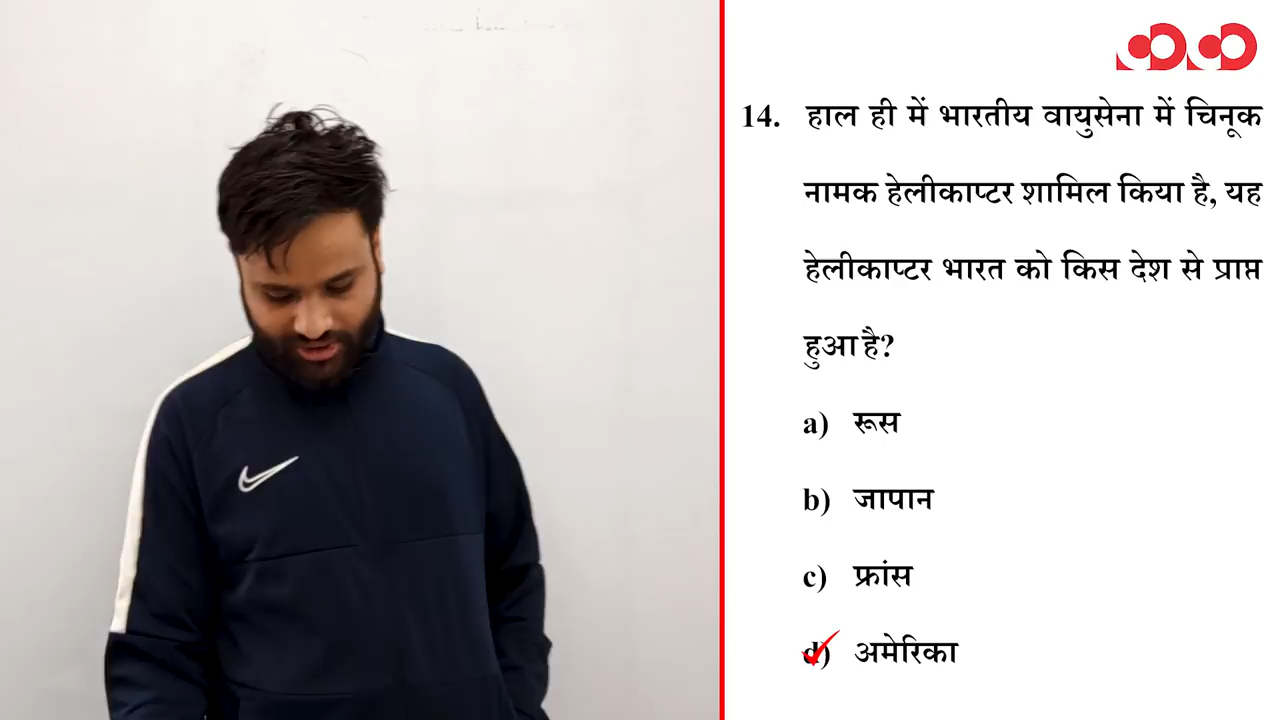 14. हाल ही में भारतीय वायुसेना में चिनूक
नामक हेलीकाप्टर शामिल किया है, यह
हेलीकाप्टर भारत को किस देश से प्राप्त
हुआ है?
a) रूस
b) जापान
c) फ्रांस
d) अमेरिका